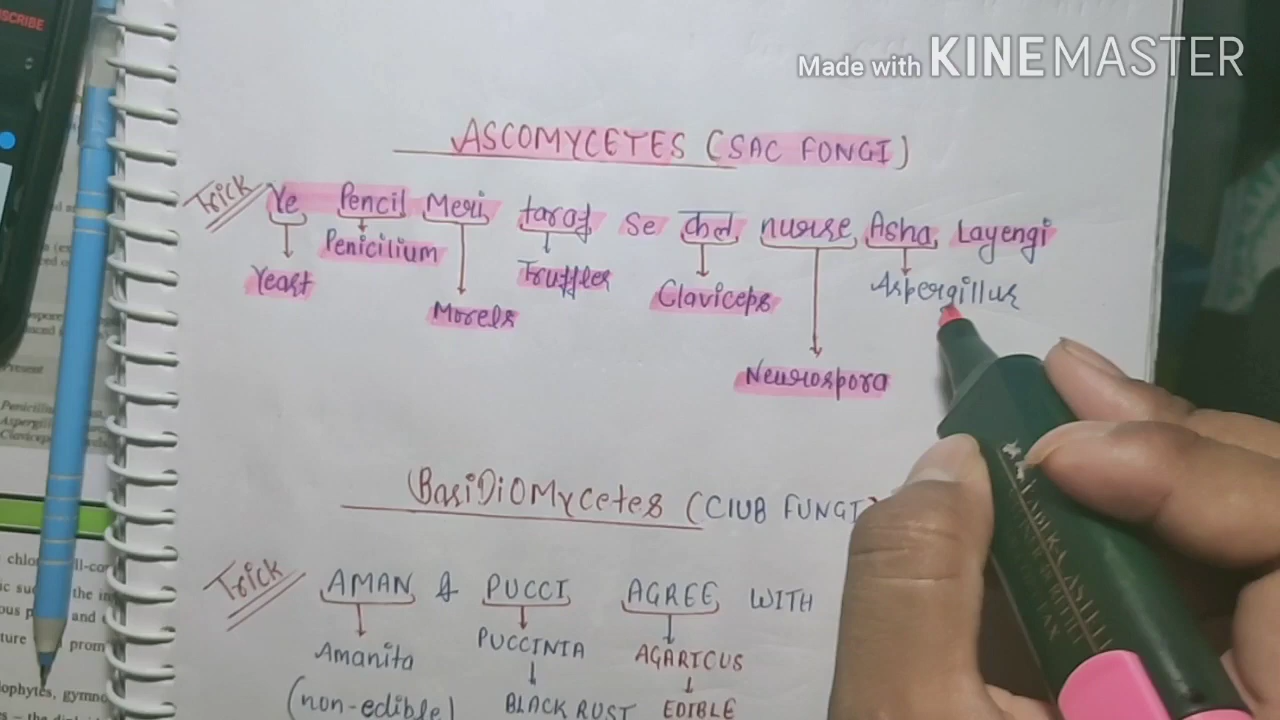 SCRIBE
Made with KINEMASTER
ASCOMYCETES (SAC FONGI)
Trick
Ye Pencil Meri taraf Se कल nurse Asha Layengi
Yeast
Penicilium
Morels
Truffles
Claviceps
Neurospora
Aspergillus
BasiDiOMycetes (CIUB FUNGI)
Trick
AMAN & PUCCI AGREE WITH
Amanita
(non-edible)
PUCCINIA
BLACK RUST
AGARICUS
EDIBLE